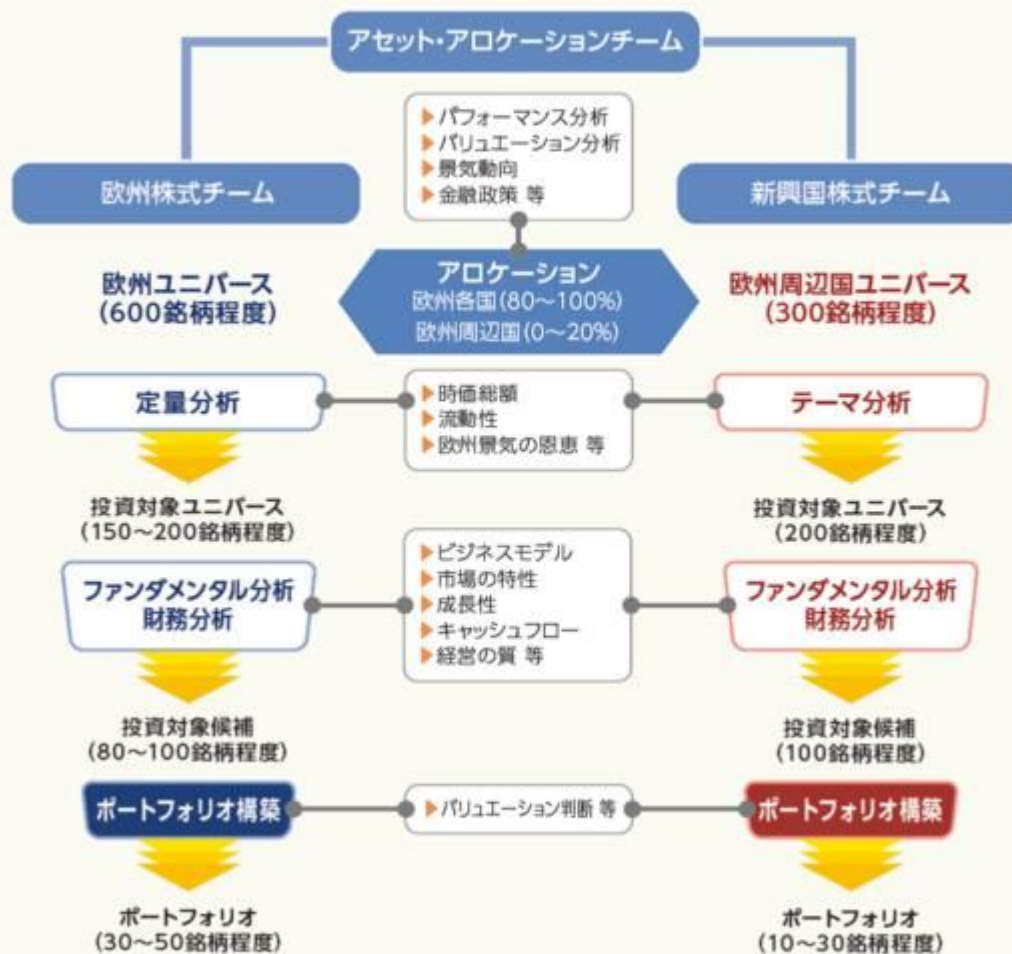 アセット・アロケーションチーム
▶パフォーマンス分析
▶バリュエーション分析
▶景気動向
▶金融政策 等
欧州株式チーム
新興国株式チーム
欧州ユニバース
(600銘柄程度)
アロケーション
欧州各国(80～100%)
欧州周辺国(0～20%)
欧州周辺国ユニバース
(300銘柄程度)
定量分析
▶時価総額
▶流動性
▶欧州景気の恩恵 等
テーマ分析
投資対象ユニバース
(150～200銘柄程度)
投資対象ユニバース
(200銘柄程度)
ファンダメンタル分析
財務分析
▶ビジネスモデル
▶市場の特性
▶成長性
▶キャッシュフロー
▶経営の質 等
ファンダメンタル分析
財務分析
投資対象候補
(80～100銘柄程度)
投資対象候補
(100銘柄程度)
ポートフォリオ構築
▶バリュエーション判断 等
ポートフォリオ構築
ポートフォリオ
(30～50銘柄程度)
ポートフォリオ
(10～30銘柄程度)